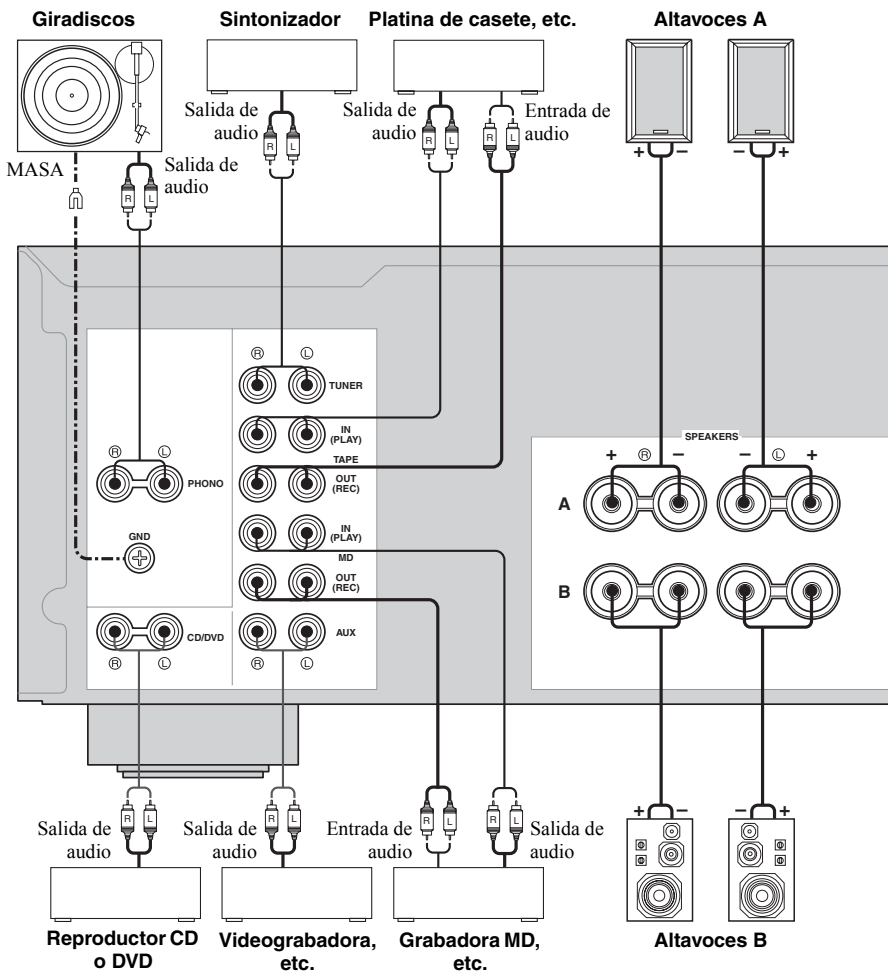 Giradiscos
Sintonizador
Platina de casete, etc.
Altavoces A
Salida de
audio
R L
Salida de
audio
R L
Entrada de
audio
R L
+ − − +
MASA
Salida de
audio
R L
R L
TUNER
IN
(PLAY)
TAPE
OUT
(REC)
R L
PHONO
GND
IN
(PLAY)
MD
OUT
(REC)
CD/DVD
R L
AUX
R L
SPEAKERS
+ R − − L +
A
B
Salida de
audio
R L
Salida de
audio
R L
Entrada de
audio
R L
Salida de
audio
R L
+ − − +
Reproductor CD
o DVD
Videograbadora,
etc.
Grabadora MD,
etc.
Altavoces B